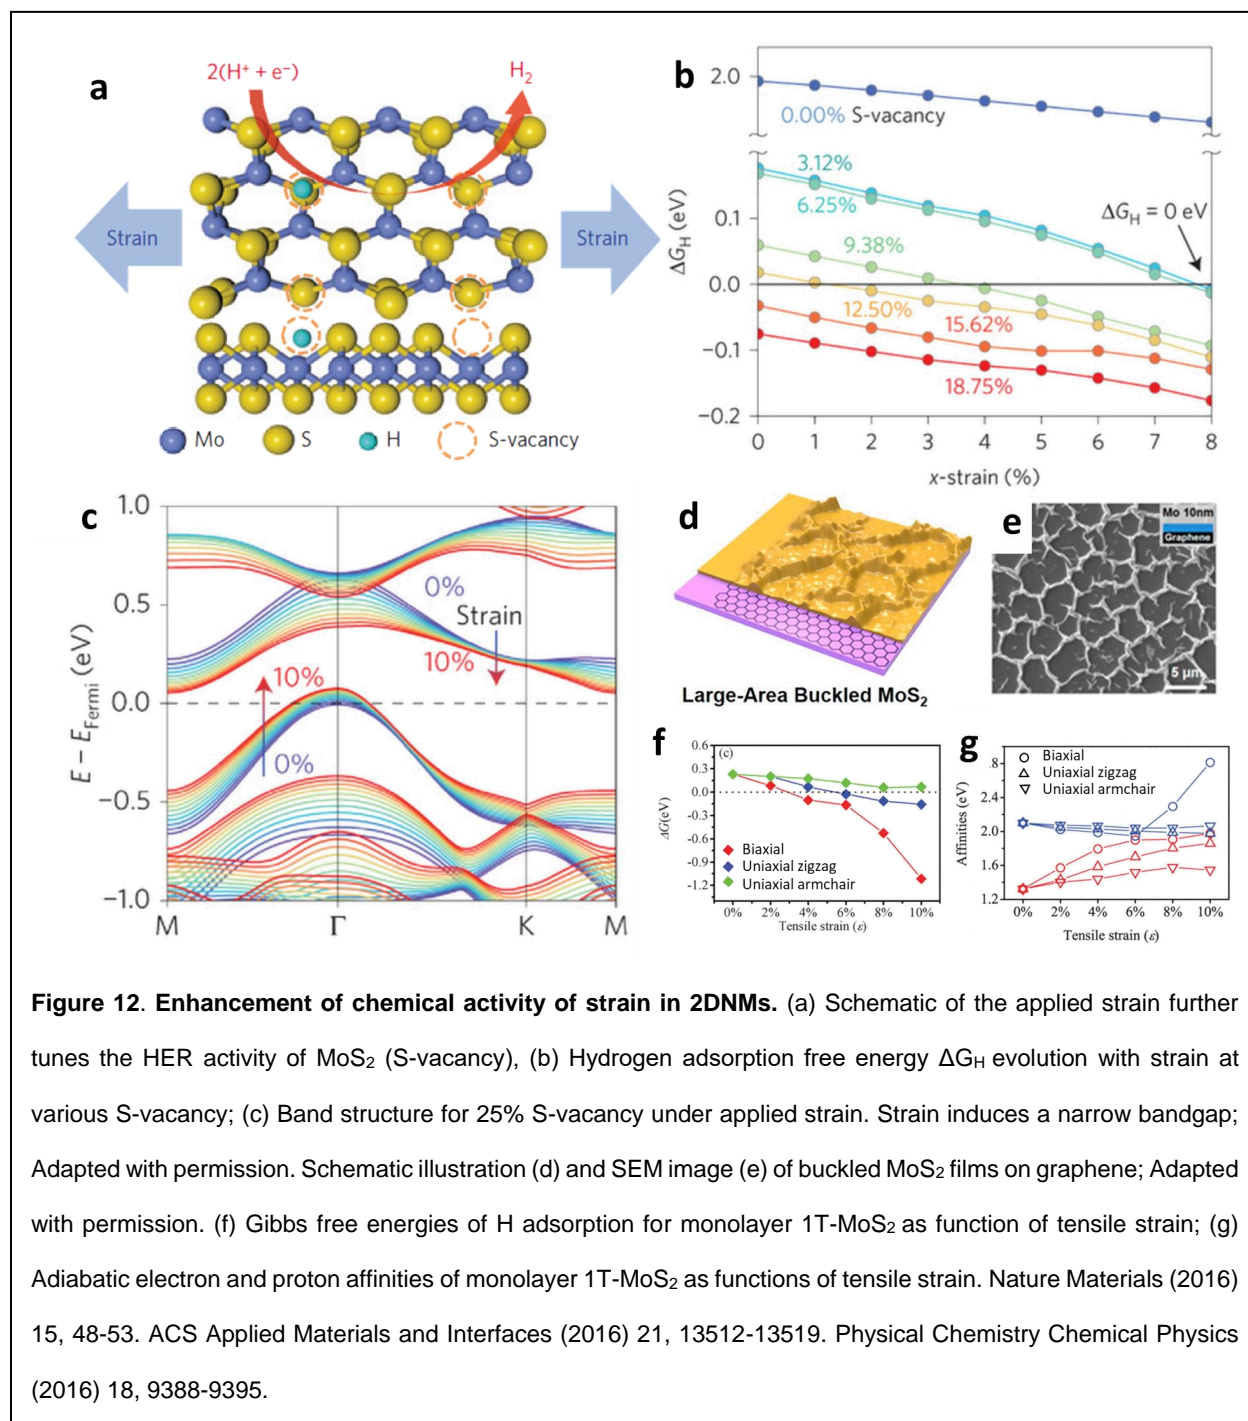 a
2(H⁺ + e⁻)
H₂
Strain
Strain
Mo
S
H
S-vacancy
b
2.0
0.1
0.0
−0.1
−0.2
ΔG_H (eV)
0.00% S-vacancy
3.12%
6.25%
9.38%
12.50%
15.62%
18.75%
ΔG_H = 0 eV
0 1 2 3 4 5 6 7 8
x-strain (%)
c
1.0
0.5
0.0
−0.5
−1.0
E − E_Fermi (eV)
0%
Strain
10%
10%
0%
M Γ K M
d
Large-Area Buckled MoS₂
e
Mo 10nm
Graphene
5 μm
f
(c)
0.6
0.3
0.0
-0.3
-0.6
-0.9
-1.2
ΔG(eV)
Biaxial
Uniaxial zigzag
Uniaxial armchair
0% 2% 4% 6% 8% 10%
Tensile strain (ε)
g
Biaxial
Uniaxial zigzag
Uniaxial armchair
.8
2.4
2.0
1.6
1.2
Affinities (eV)
0% 2% 4% 6% 8% 10%
Tensile strain (ε)
Figure 12. Enhancement of chemical activity of strain in 2DNMs. (a) Schematic of the applied strain further
tunes the HER activity of MoS₂ (S-vacancy), (b) Hydrogen adsorption free energy ΔG_H evolution with strain at
various S-vacancy; (c) Band structure for 25% S-vacancy under applied strain. Strain induces a narrow bandgap;
Adapted with permission. Schematic illustration (d) and SEM image (e) of buckled MoS₂ films on graphene; Adapted
with permission. (f) Gibbs free energies of H adsorption for monolayer 1T-MoS₂ as function of tensile strain; (g)
Adiabatic electron and proton affinities of monolayer 1T-MoS₂ as functions of tensile strain. Nature Materials (2016)
15, 48-53. ACS Applied Materials and Interfaces (2016) 21, 13512-13519. Physical Chemistry Chemical Physics
(2016) 18, 9388-9395.